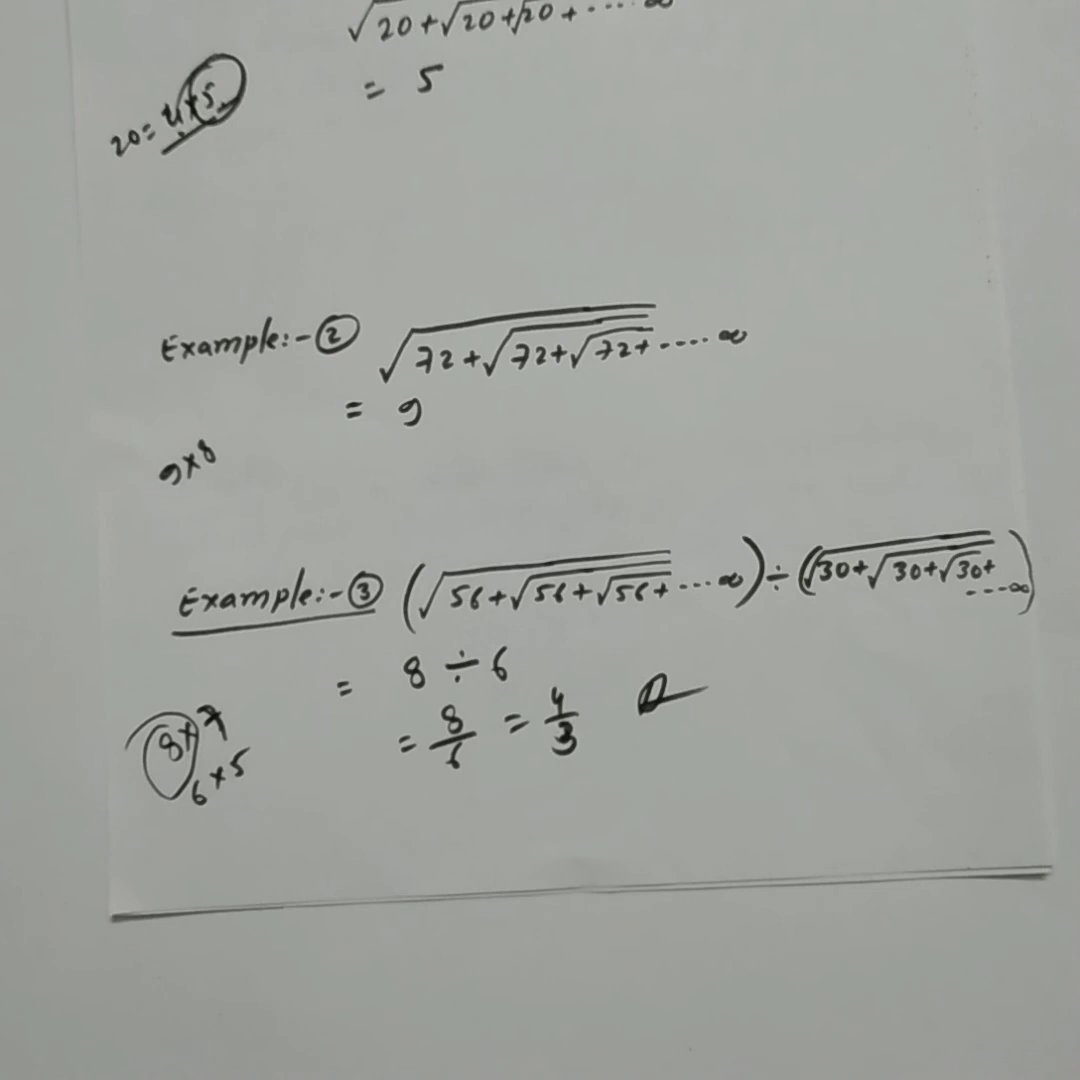 √20+√20+√20+....∞
= 5
20= 4×5
Example:-② √72+√72+√72+....∞
= 9
9×8
Example:-③ (√56+√56+√56+...∞)÷(√30+√30+√30+...∞)
= 8÷6
= 8/6 = 4/3
8×7
6×5